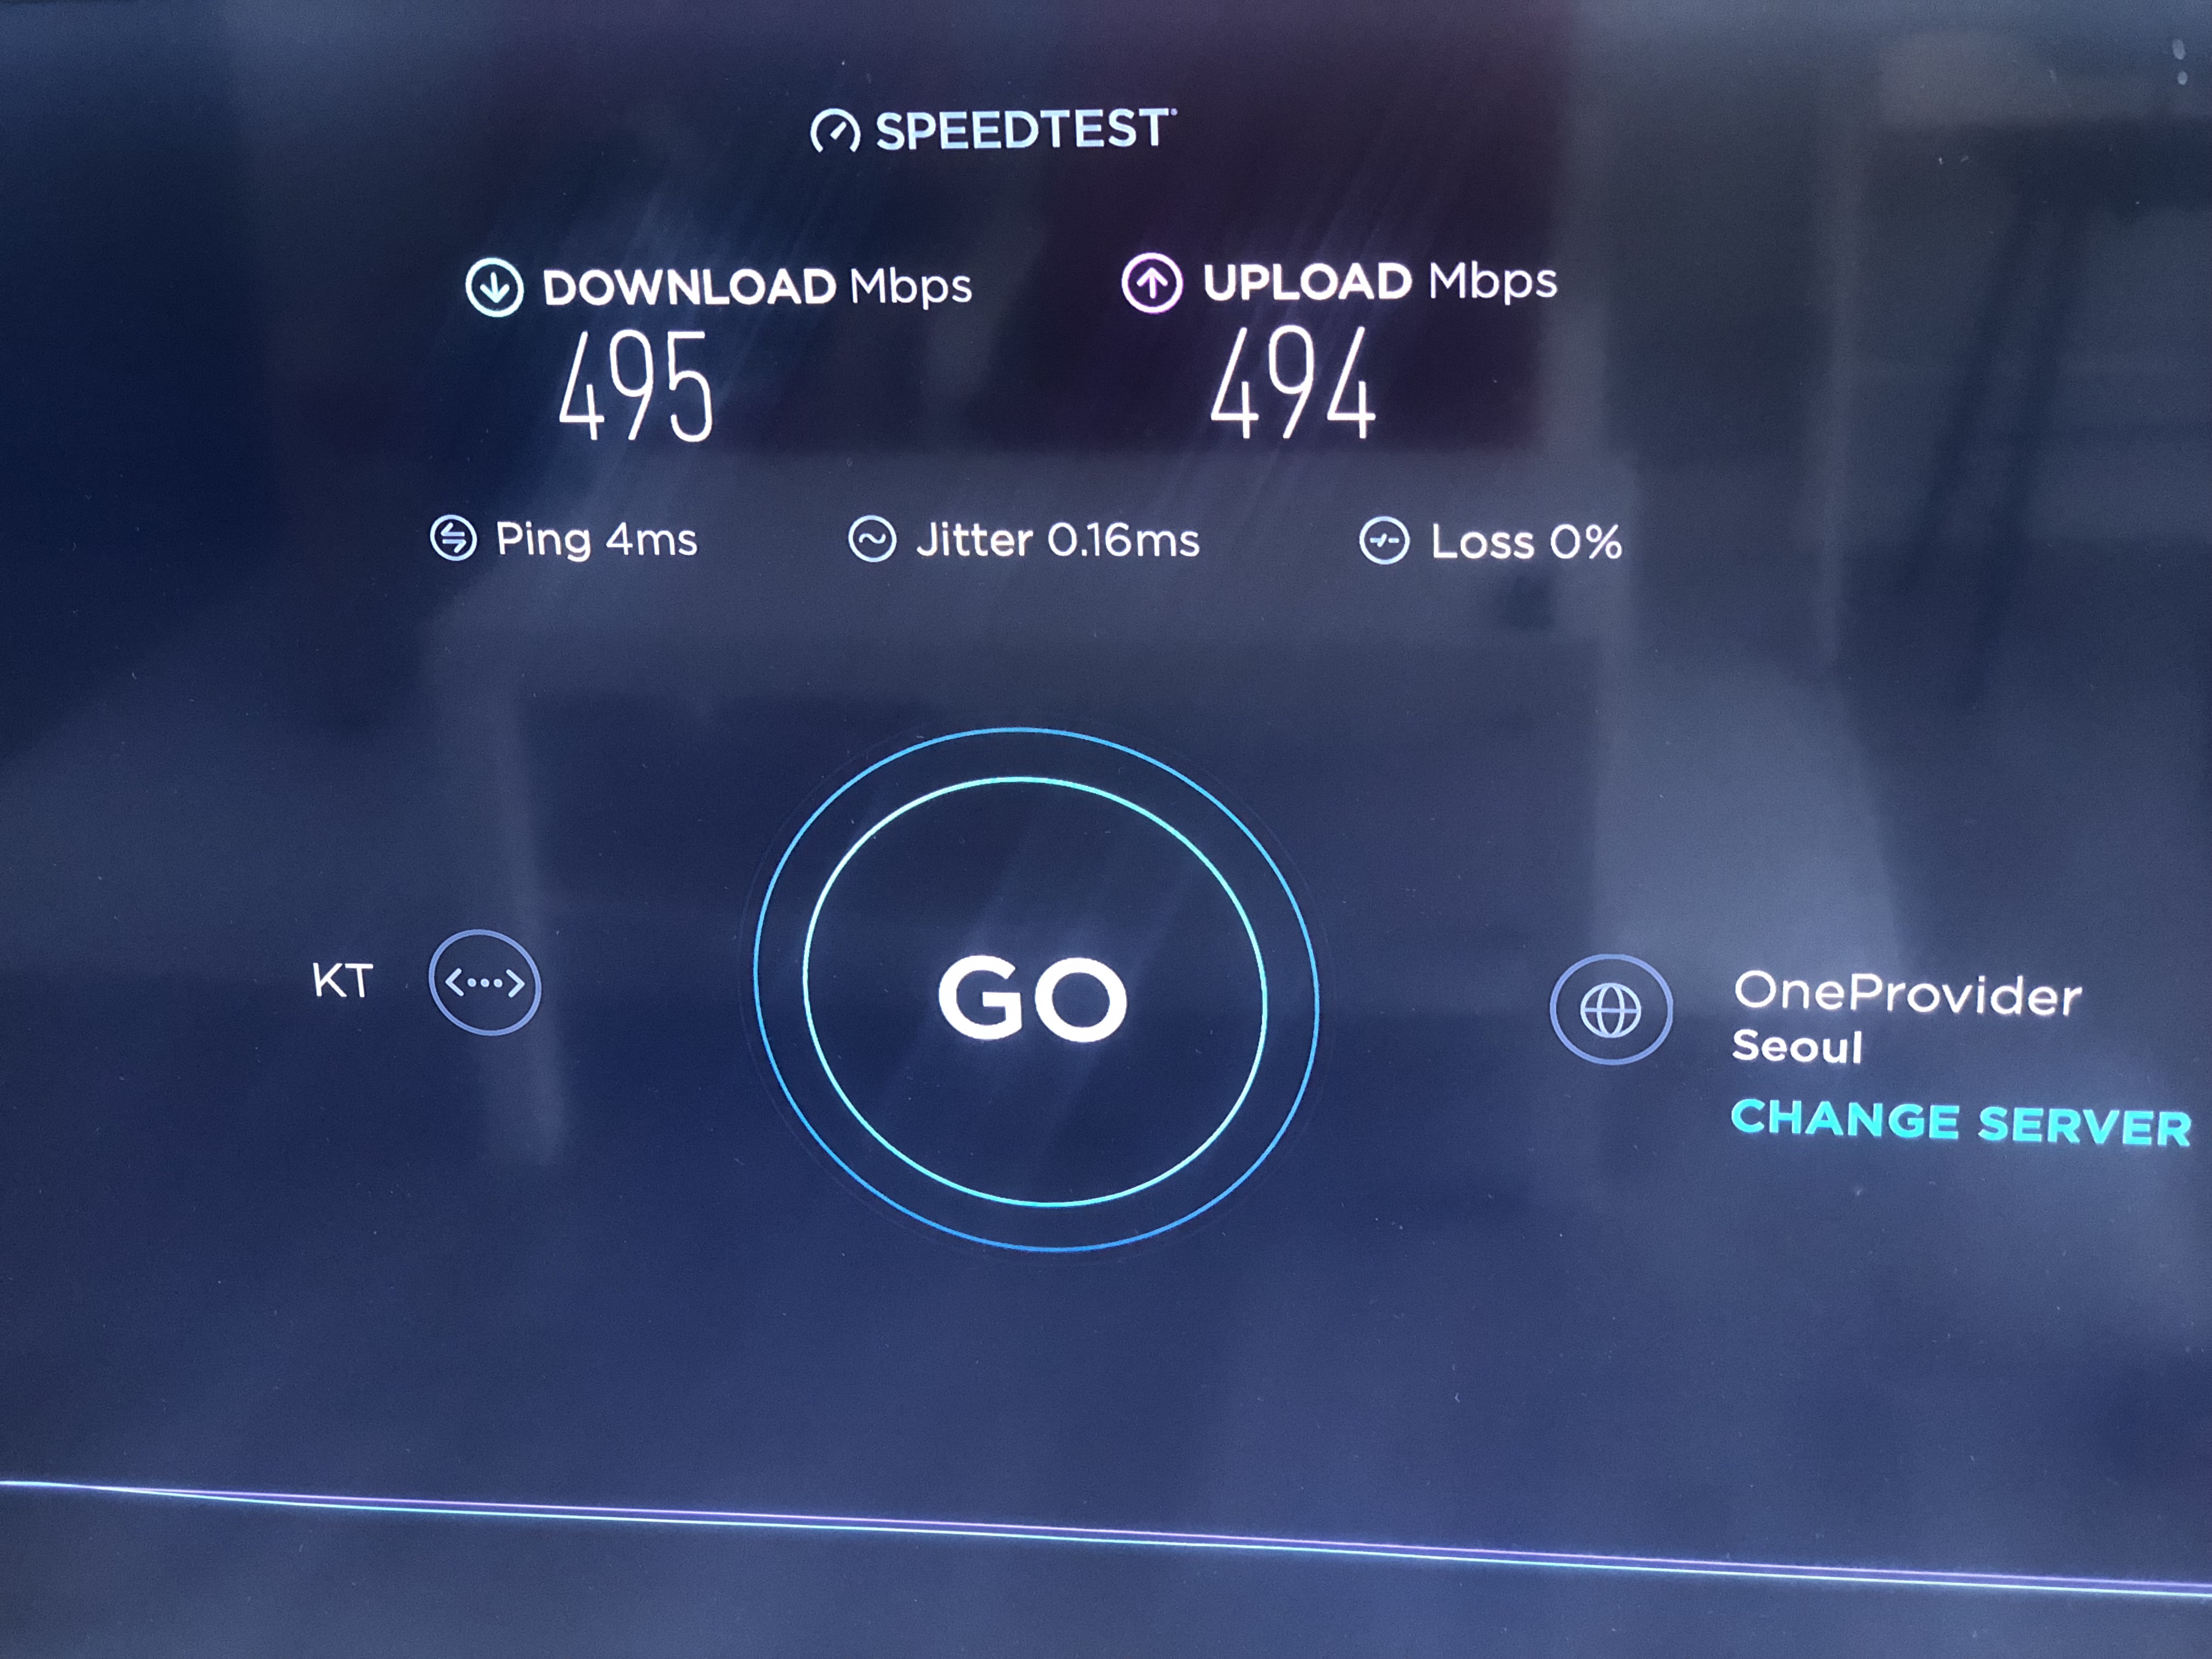 SPEEDTEST
DOWNLOAD Mbps
495
UPLOAD Mbps
494
Ping 4ms
Jitter 0.16ms
Loss 0%
KT
GO
OneProvider
Seoul
CHANGE SERVER